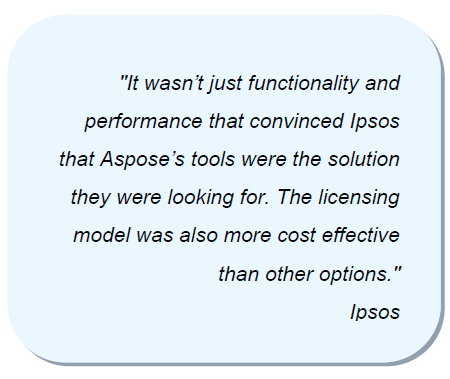 "It wasn’t just functionality and
performance that convinced Ipsos
that Aspose’s tools were the solution
they were looking for. The licensing
model was also more cost effective
than other options."
Ipsos